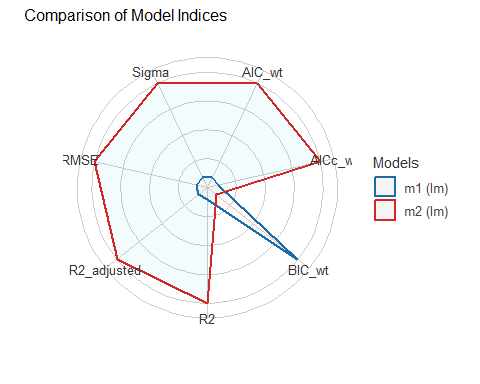 Comparison of Model Indices
Sigma
AIC_wt
RMSE
AICc_w
Models
m1 (lm)
m2 (lm)
R2_adjusted
BIC_wt
R2